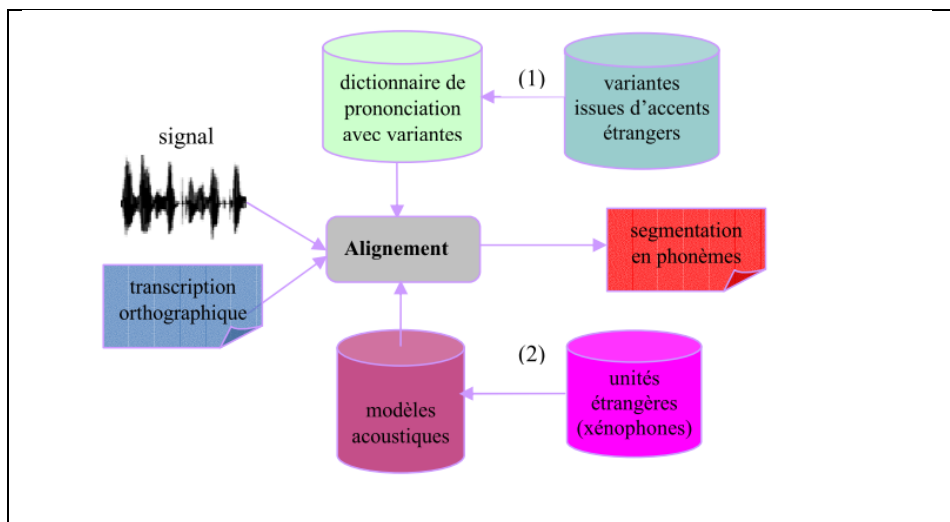 dictionnaire de
prononciation
avec variantes
(1)
variantes
issues d’accents
étrangers
signal
Alignement
segmentation
en phonèmes
transcription
orthographique
(2)
modèles
acoustiques
unités
étrangères
(xénophones)